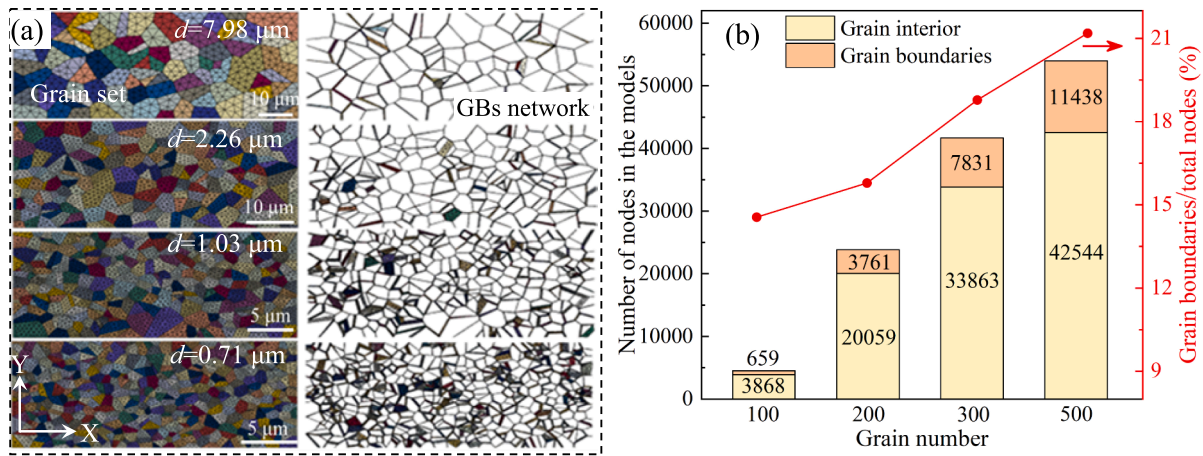 (a)
d=7.98 μm
Grain set
10 μm
GBs network
d=2.26 μm
10 μm
d=1.03 μm
5 μm
d=0.71 μm
Y
X
5 μm
(b)
Grain interior
Grain boundaries
Number of nodes in the models
60000
50000
40000
30000
20000
10000
0
659
3868
3761
20059
7831
33863
11438
42544
100
200
300
500
Grain number
21
18
15
12
9
Grain boundaries/total nodes (%)